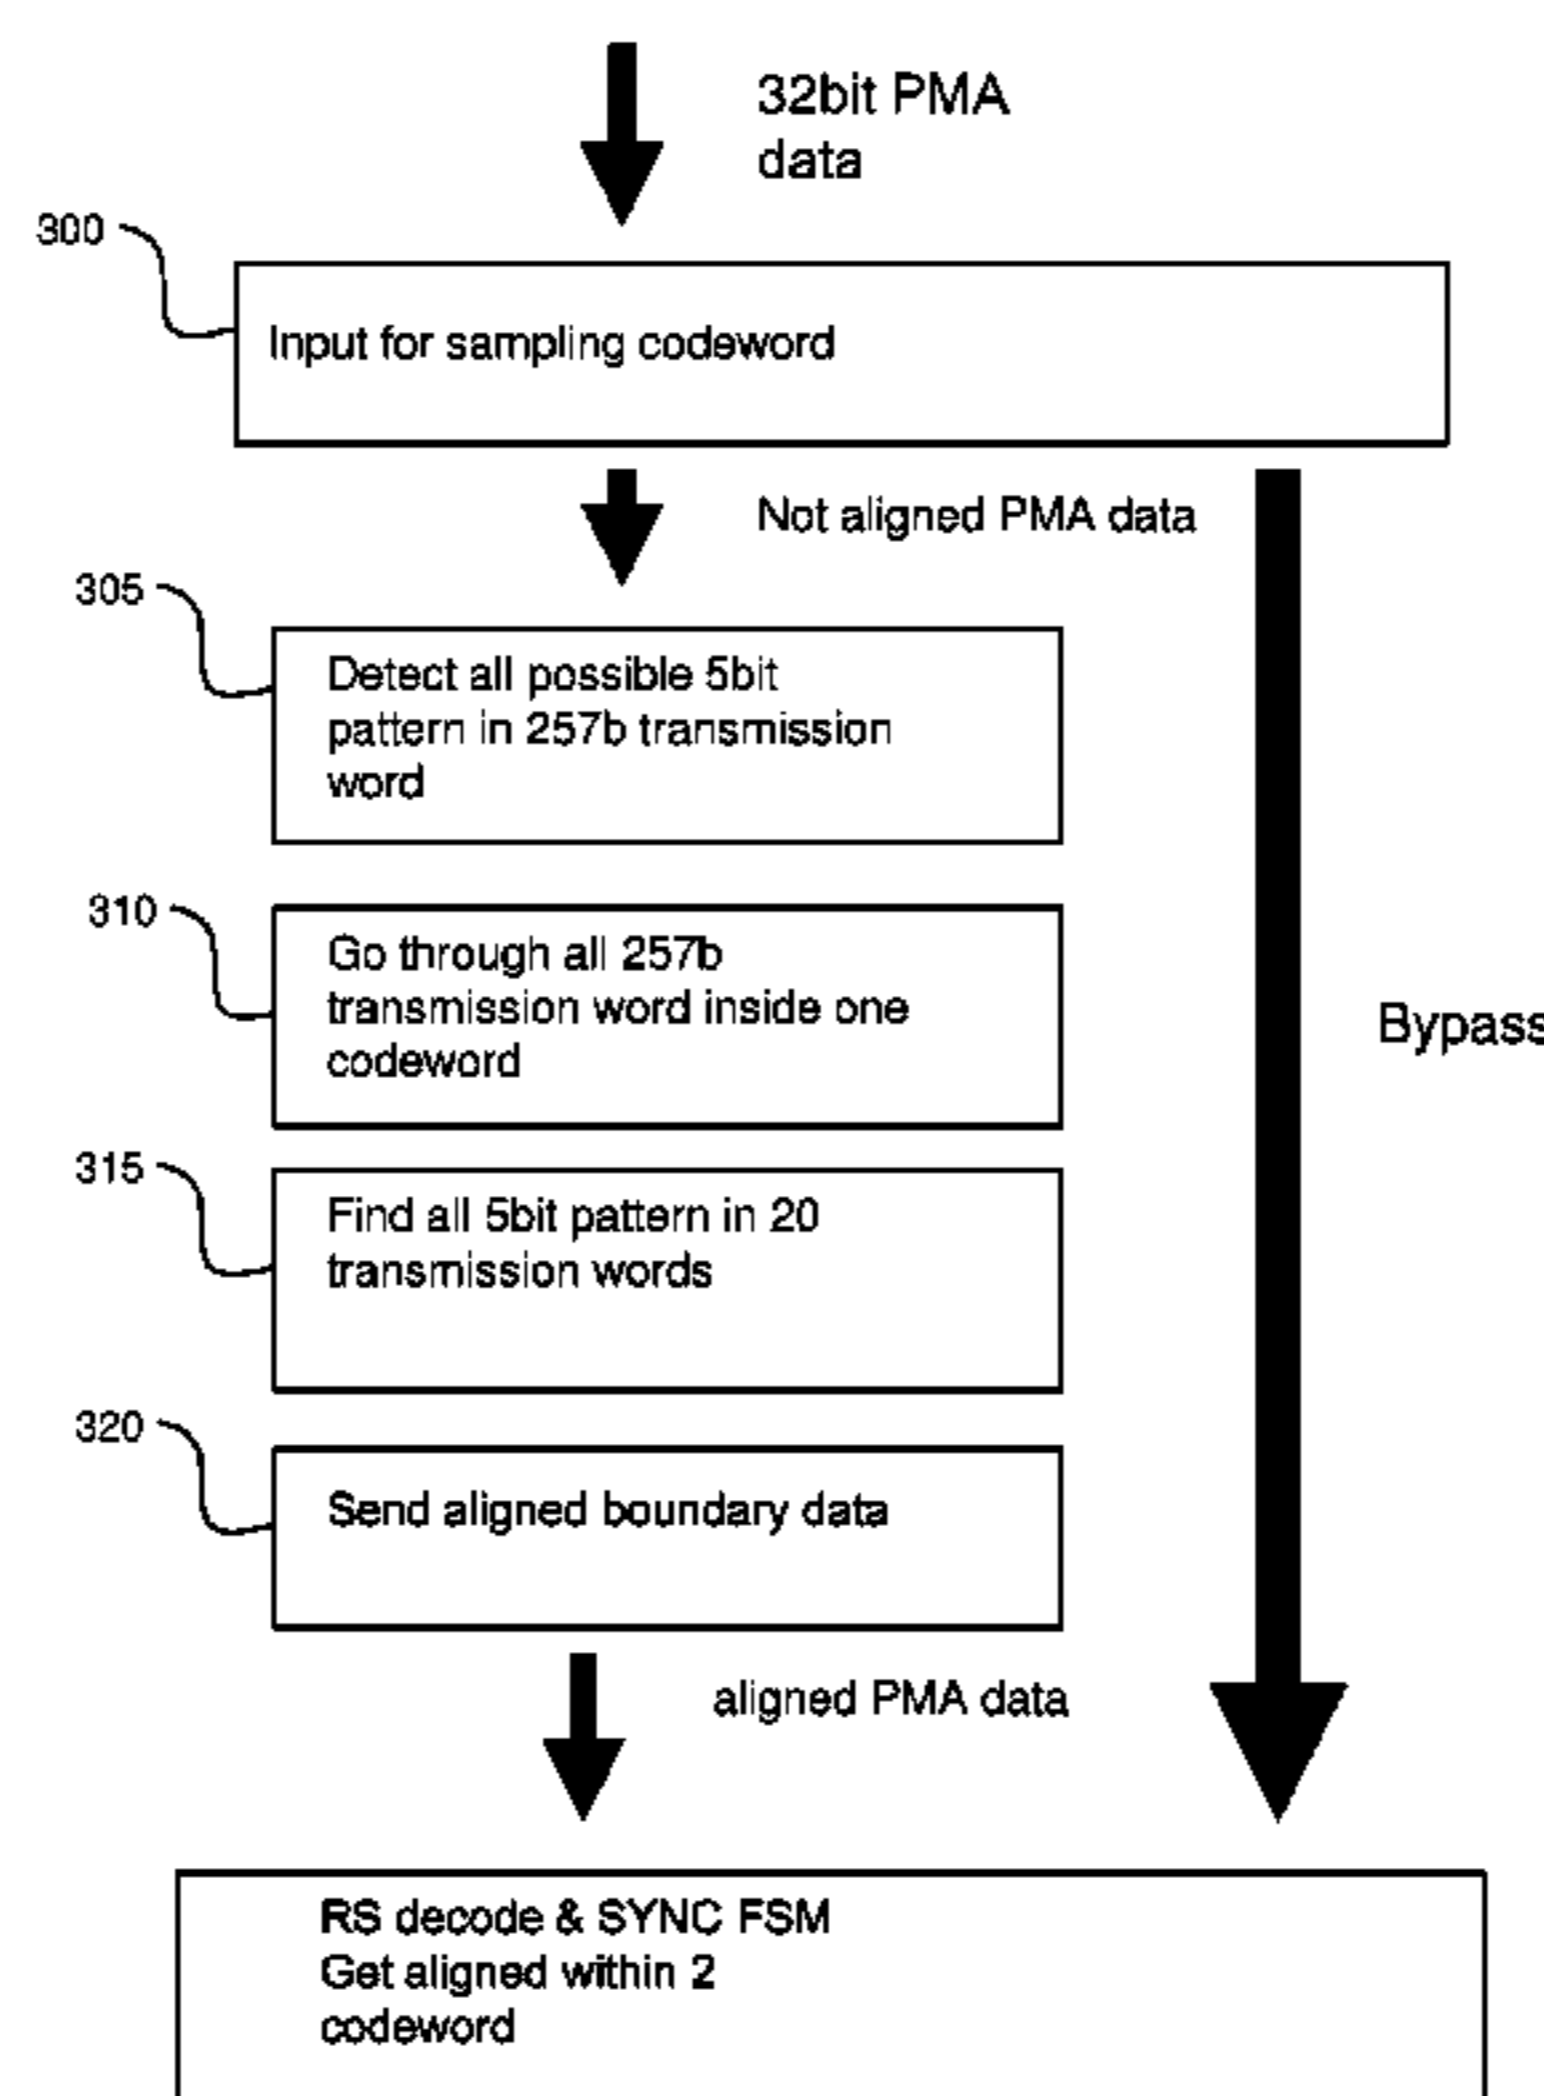 32bit PMA
data
300
Input for sampling codeword
Not aligned PMA data
305
Detect all possible 5bit
pattern in 257b transmission
word
310
Go through all 257b
transmission word inside one
codeword
Bypass
315
Find all 5bit pattern in 20
transmission words
320
Send aligned boundary data
aligned PMA data
RS decode & SYNC FSM
Get aligned within 2
codeword